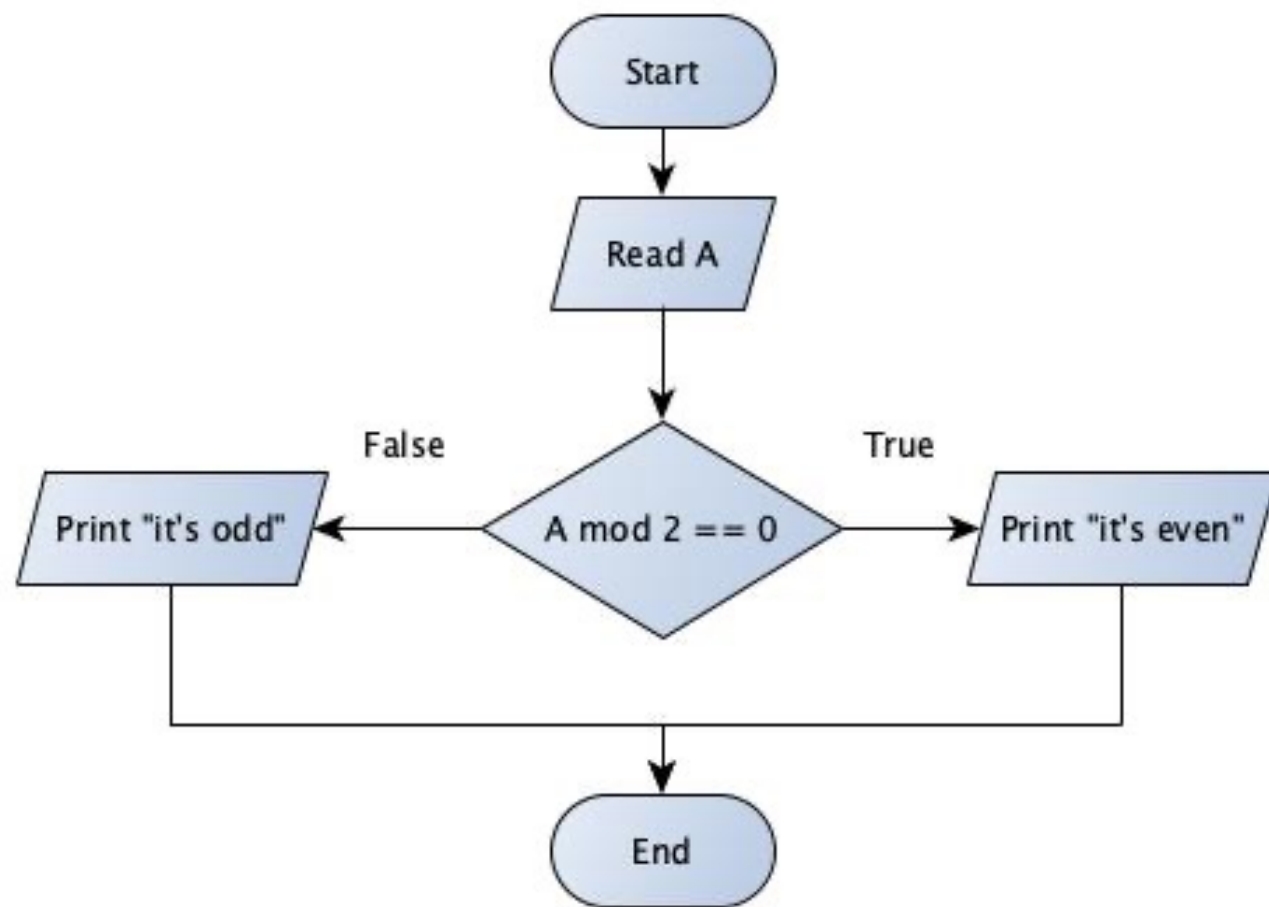 Start
Read A
False
True
Print "it's odd"
A mod 2 == 0
Print "it's even"
End